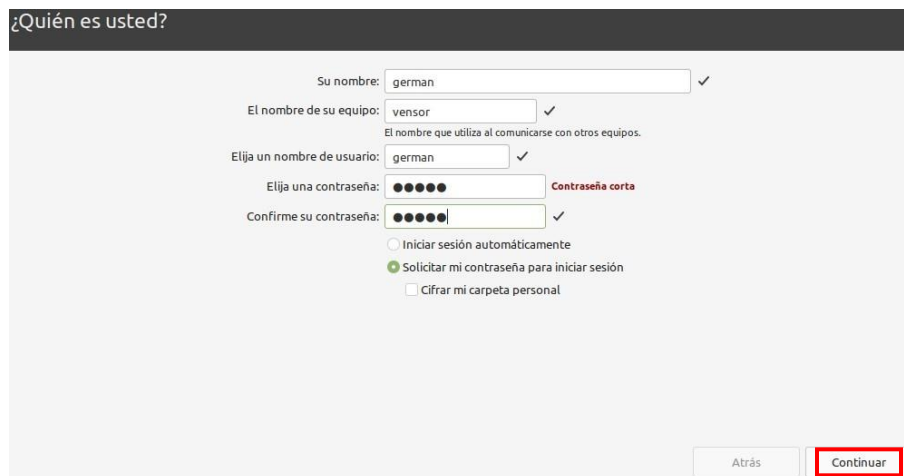 ¿Quién es usted?
Su nombre: german
El nombre de su equipo: vensor
El nombre que utiliza al comunicarse con otros equipos.
Elija un nombre de usuario: german
Elija una contraseña: ●●●●● Contraseña corta
Confirme su contraseña: ●●●●●
Iniciar sesión automáticamente
Solicitar mi contraseña para iniciar sesión
Cifrar mi carpeta personal
Atrás Continuar